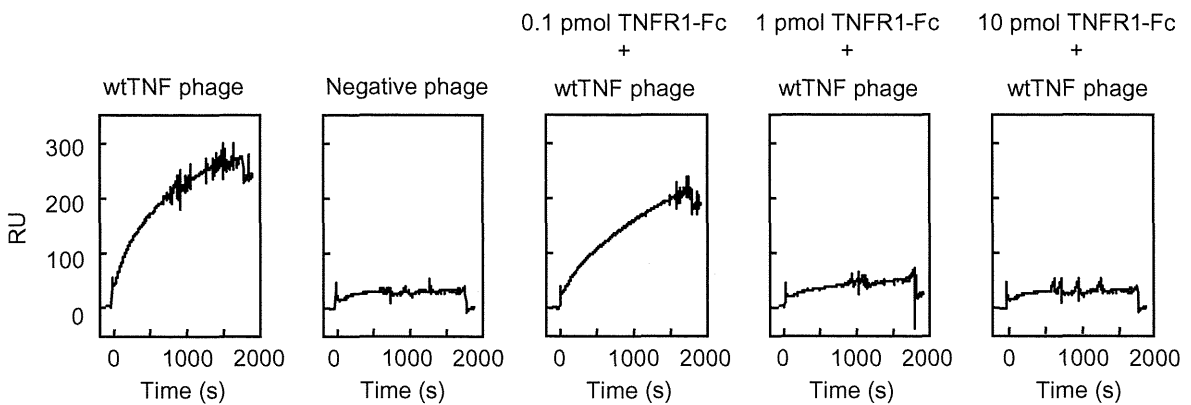 0.1 pmol TNFR1-Fc 1 pmol TNFR1-Fc 10 pmol TNFR1-Fc
+ + +
wtTNF phage Negative phage wtTNF phage wtTNF phage wtTNF phage
300
200
100
0
RU
0 1000 2000 0 1000 2000 0 1000 2000 0 1000 2000 0 1000 2000
Time (s) Time (s) Time (s) Time (s) Time (s)